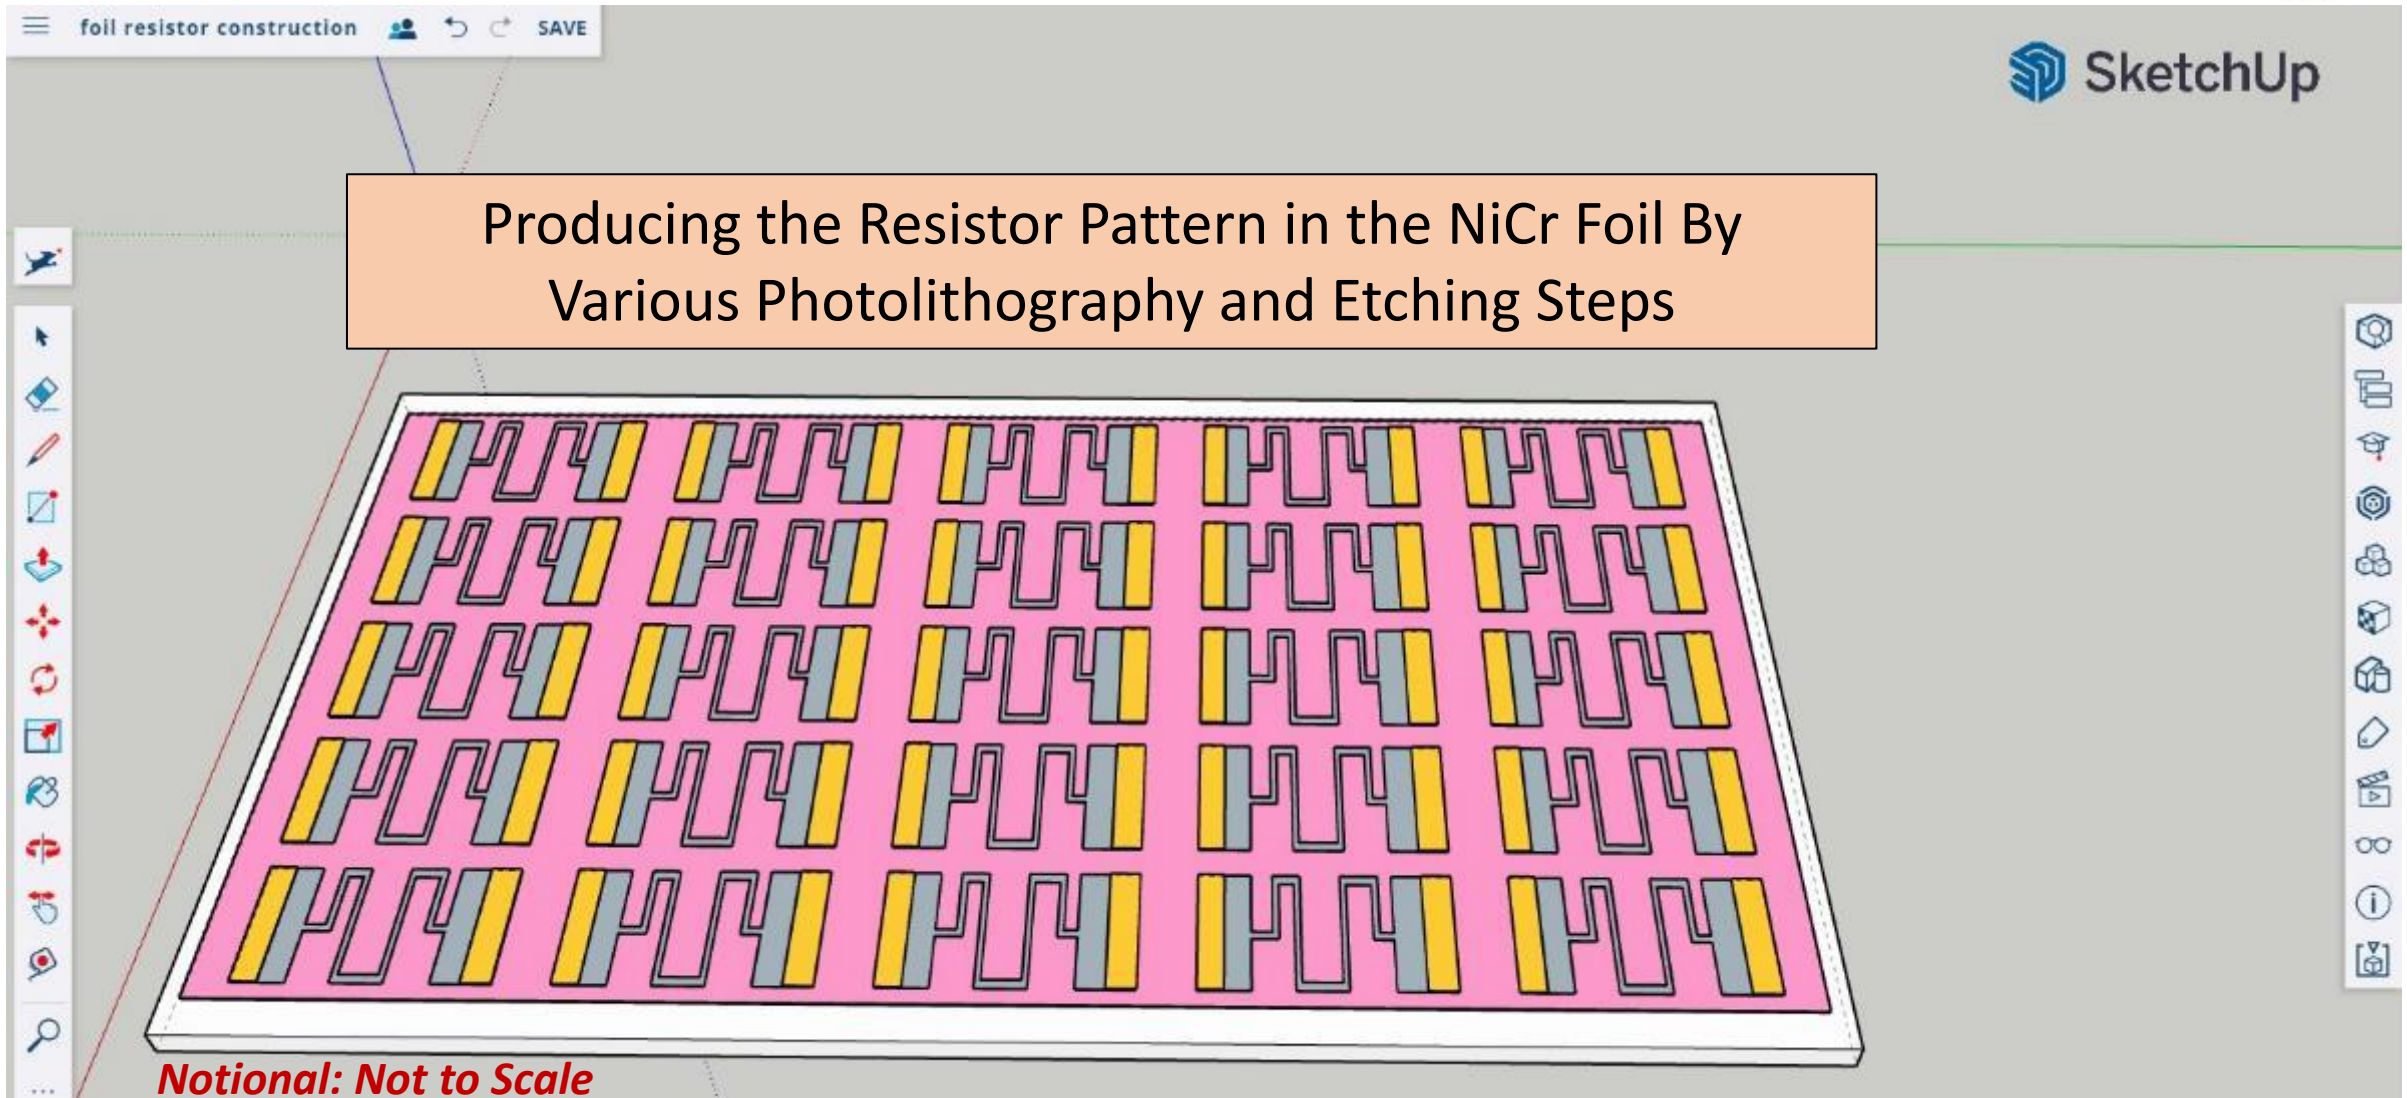 foil resistor construction SAVE
SketchUp
Producing the Resistor Pattern in the NiCr Foil By
Various Photolithography and Etching Steps
Notional: Not to Scale